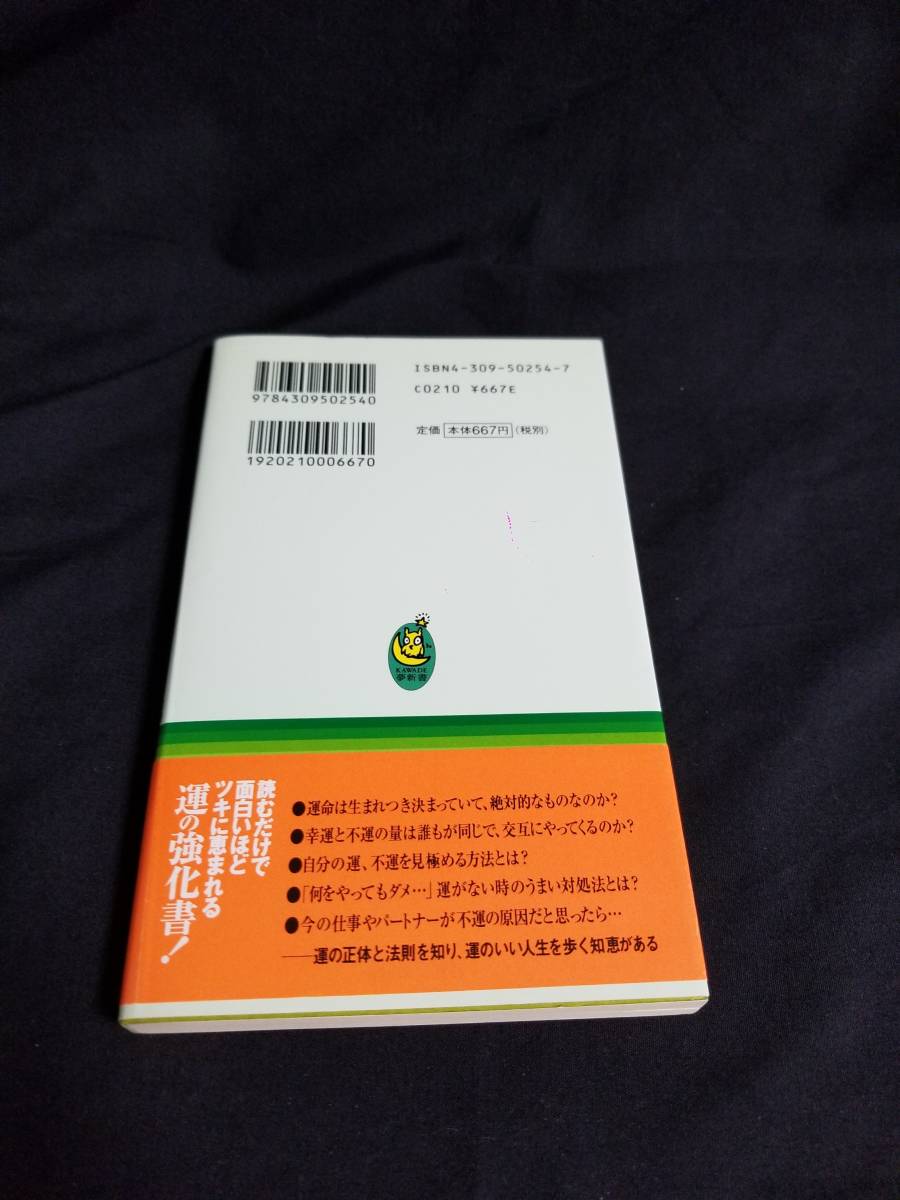 ISBN4-309-50254-7
9784309502540
C0210 ¥667E
定価 本体667円(税別)
1920210006670
KAWADE
夢新書
読むだけで
面白いほど
ツキに恵まれる
運の強化書!
●運命は生まれつき決まっていて、絶対的なものなのか?
●幸運と不運の量は誰もが同じで、交互にやってくるのか?
●自分の運、不運を見極める方法とは?
●「何をやってもダメ…」運がない時のうまい対処法とは?
●今の仕事やパートナーが不運の原因だと思ったら…
──運の正体と法則を知り、運のいい人生を歩く知恵がある